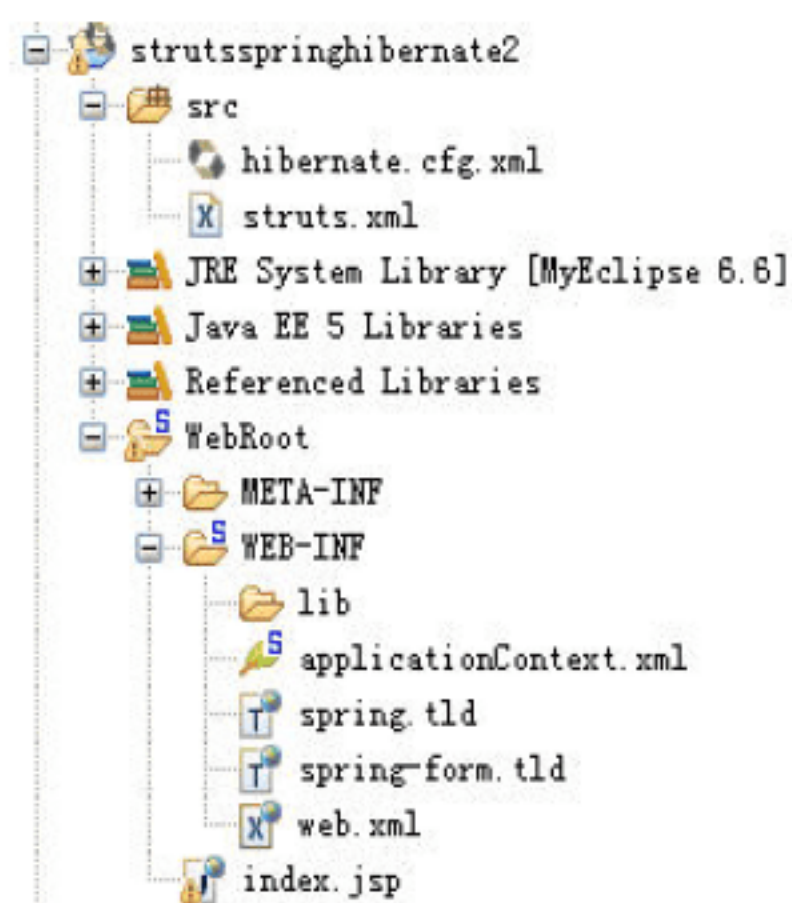 strutsspringhibernate2
src
hibernate.cfg.xml
struts.xml
JRE System Library [MyEclipse 6.6]
Java EE 5 Libraries
Referenced Libraries
WebRoot
META-INF
WEB-INF
lib
applicationContext.xml
spring.tld
spring-form.tld
web.xml
index.jsp